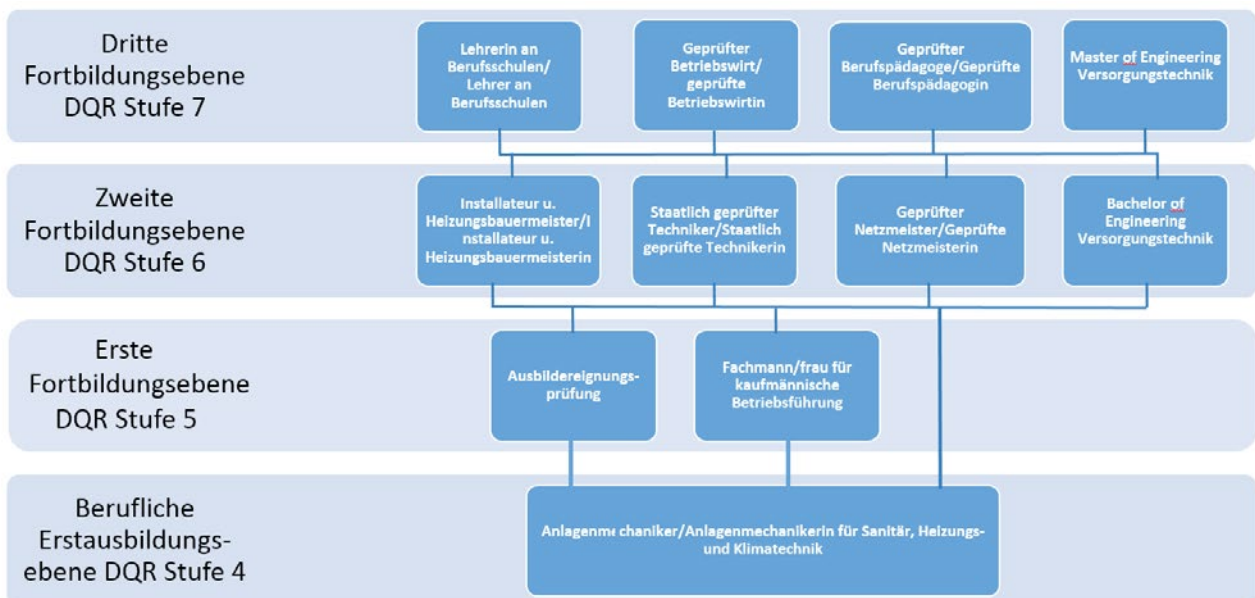 Dritte
Fortbildungsebene
DQR Stufe 7
Lehrerin an
Berufsschulen/
Lehrer an
Berufsschulen
Geprüfter
Betriebswirt/
geprüfte
Betriebswirtin
Geprüfter
Berufspädagoge/Geprüfte
Berufspädagogin
Master of Engineering
Versorgungstechnik
Zweite
Fortbildungsebene
DQR Stufe 6
Installateur u.
Heizungsbauermeister/I
nstallateur u.
Heizungsbauermeisterin
Staatlich geprüfter
Techniker/Staatlich
geprüfte Technikerin
Geprüfter
Netzmeister/Geprüfte
Netzmeisterin
Bachelor of
Engineering
Versorgungstechnik
Erste
Fortbildungsebene
DQR Stufe 5
Ausbildereignungs-
prüfung
Fachmann/frau für
kaufmännische
Betriebsführung
Berufliche
Erstausbildungs-
ebene DQR Stufe 4
Anlagenmechaniker/Anlagenmechanikerin für Sanitär, Heizungs-
und Klimatechnik